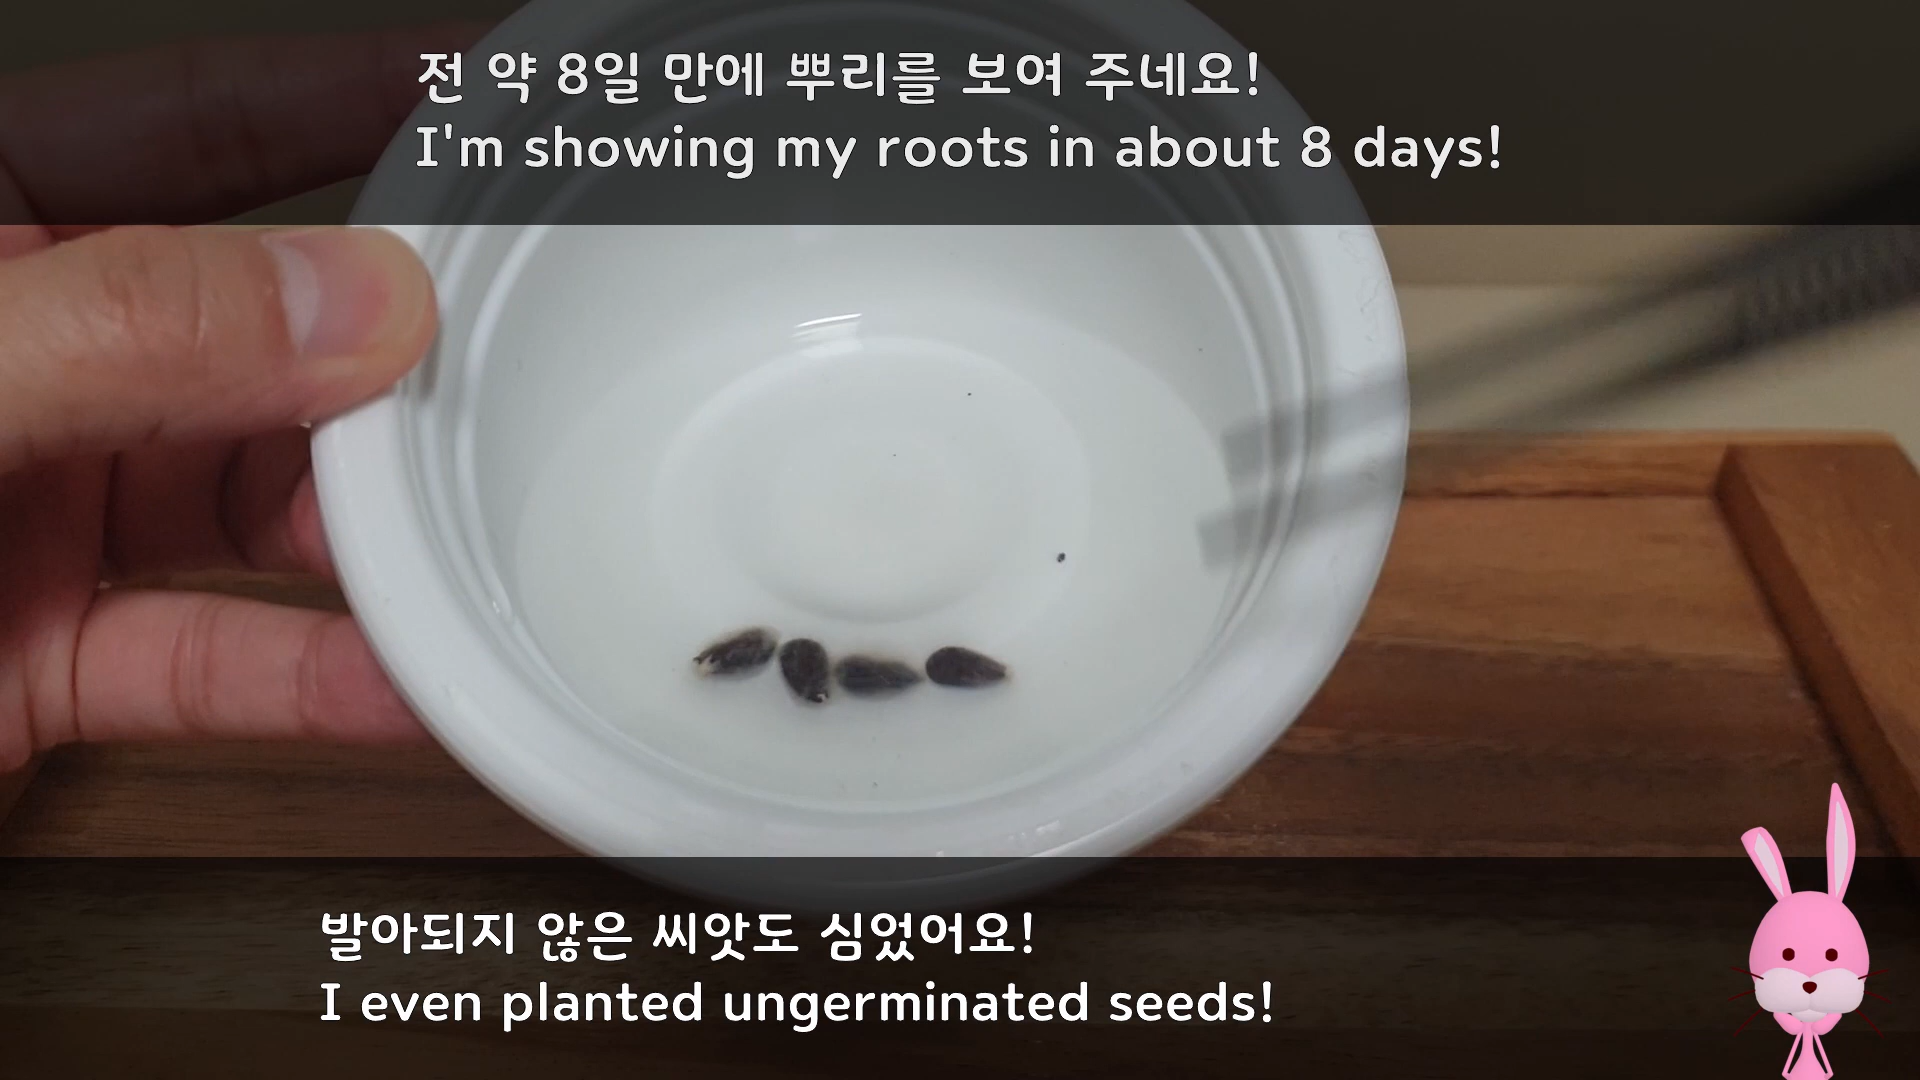 전 약 8일 만에 뿌리를 보여 주네요!
I'm showing my roots in about 8 days!
발아되지 않은 씨앗도 심었어요!
I even planted ungerminated seeds!